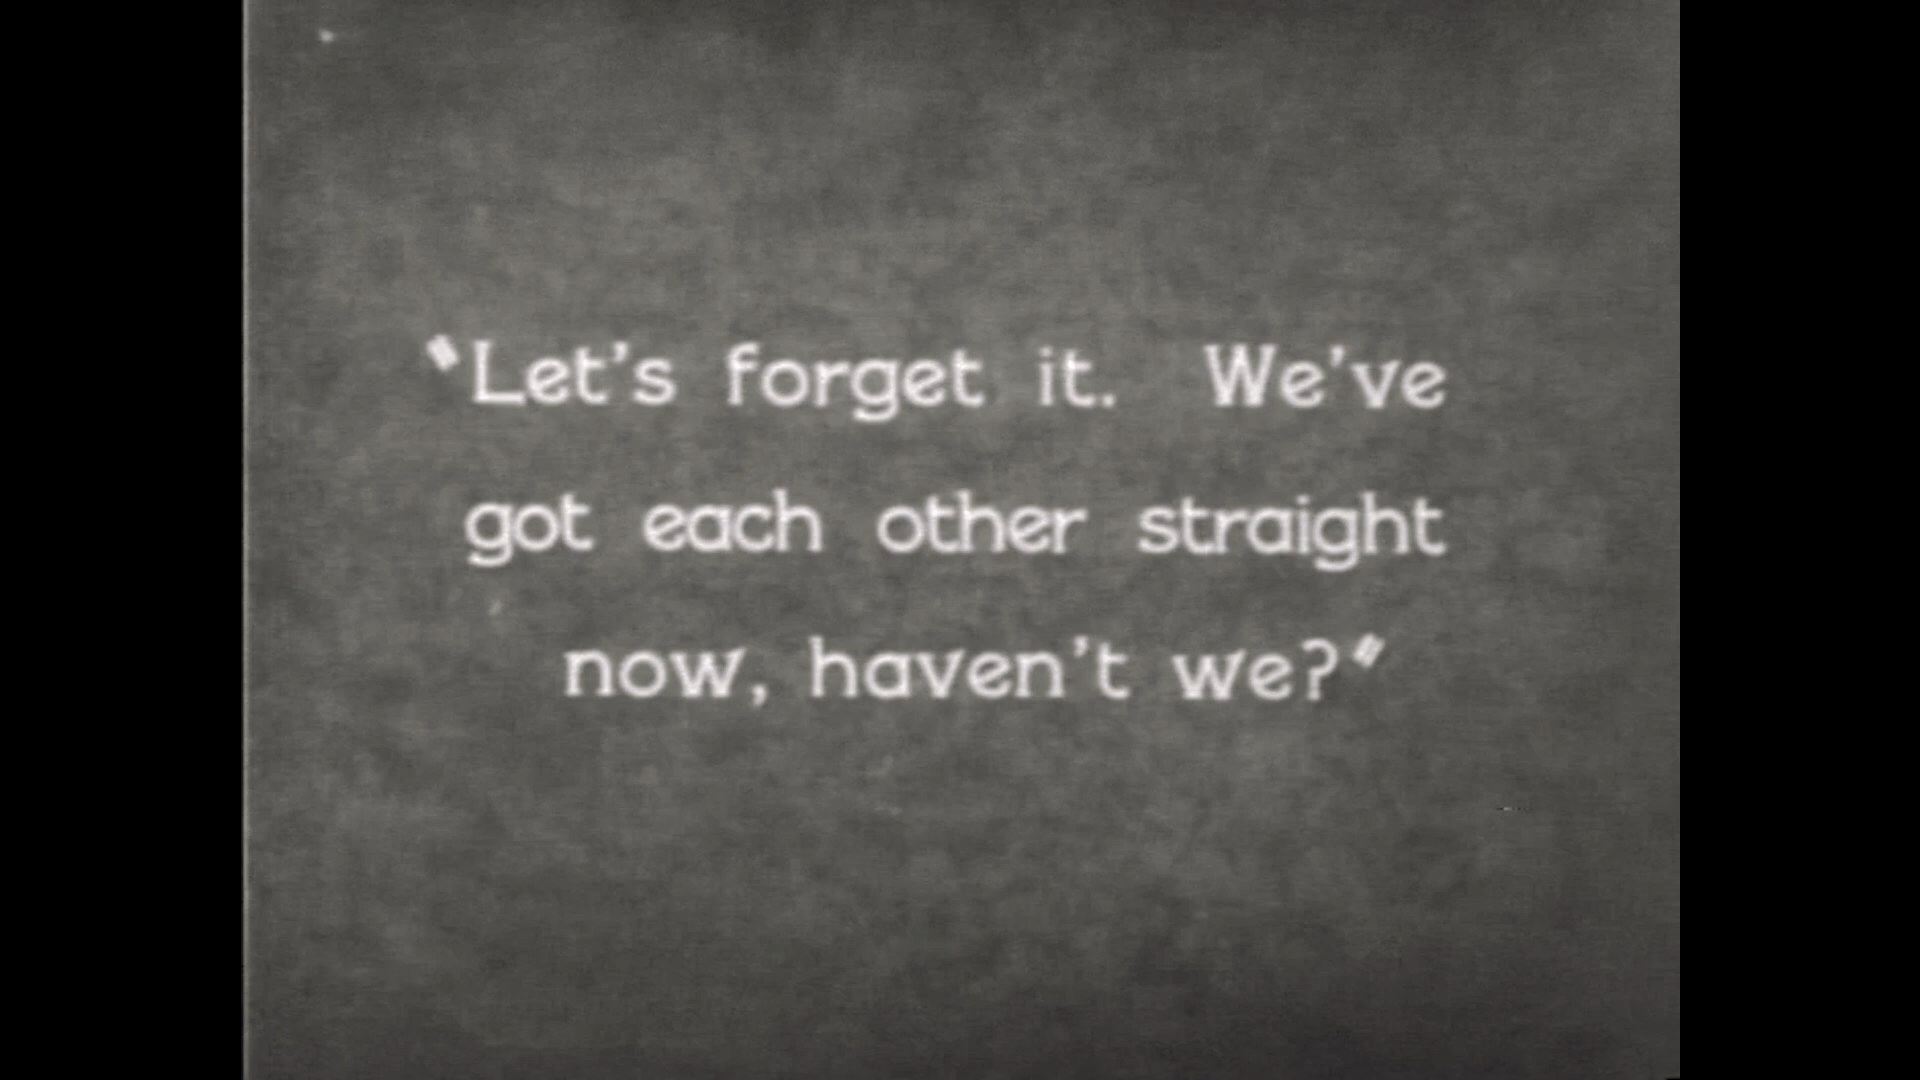 "Let's forget it. We've
got each other straight
now, haven't we?"